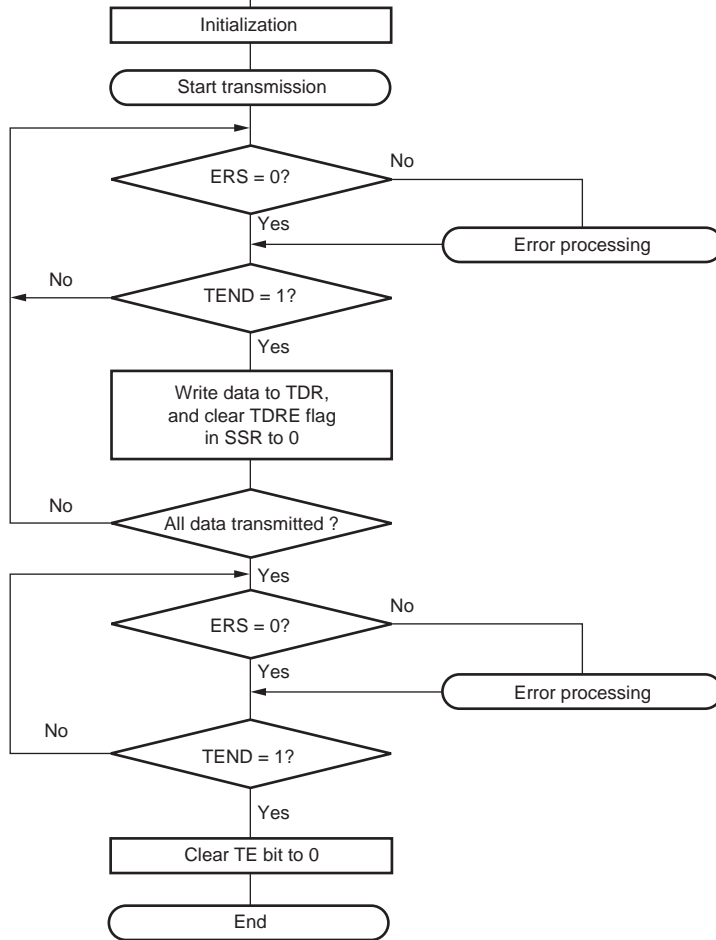 Initialization
Start transmission
ERS = 0?
No
Yes
Error processing
No
TEND = 1?
Yes
Write data to TDR,
and clear TDRE flag
in SSR to 0
No
All data transmitted ?
Yes
ERS = 0?
No
Yes
Error processing
No
TEND = 1?
Yes
Clear TE bit to 0
End